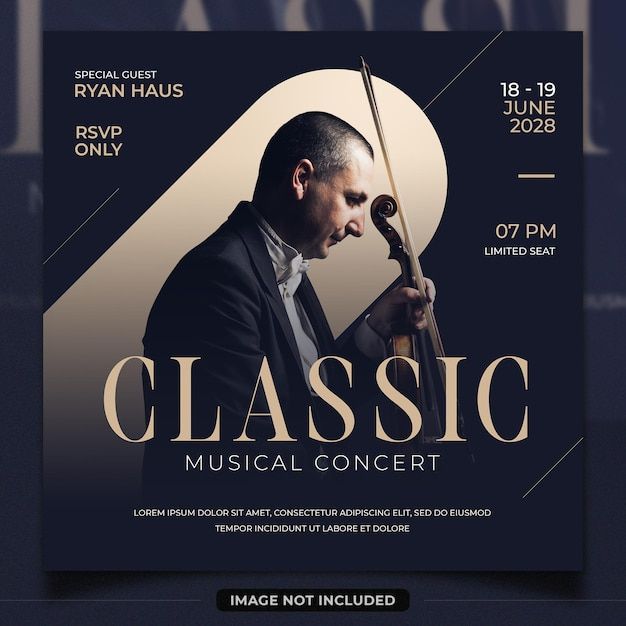 SPECIAL GUEST
RYAN HAUS
RSVP
ONLY
18 - 19
JUNE
2028
07 PM
LIMITED SEAT
CLASSIC
MUSICAL CONCERT
LOREM IPSUM DOLOR SIT AMET, CONSECTETUER ADIPISCING ELIT, SED DO EIUSMOD
TEMPOR INCIDIDUNT UT LABORE ET DOLORE
IMAGE NOT INCLUDED